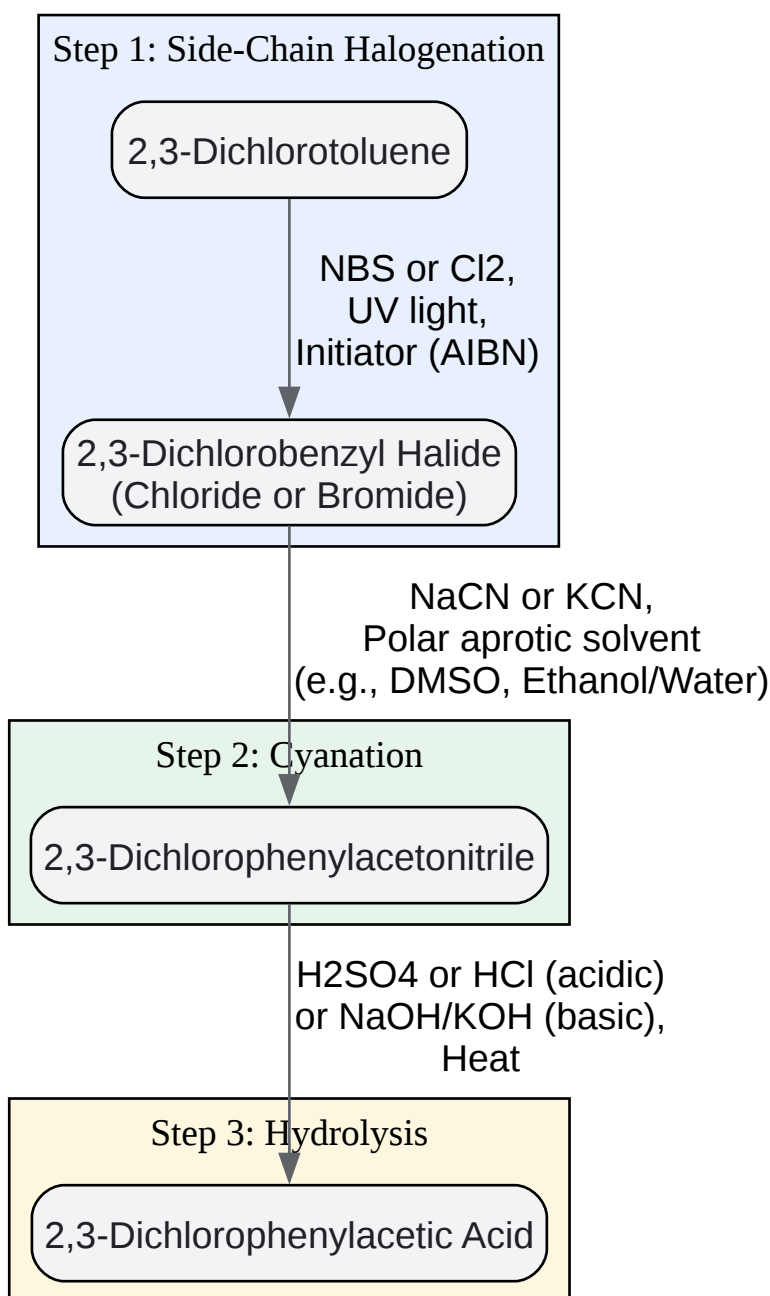 Step 1: Side-Chain Halogenation
2,3-Dichlorotoluene
NBS or Cl2,
UV light,
Initiator (AIBN)
2,3-Dichlorobenzyl Halide
(Chloride or Bromide)
NaCN or KCN,
Polar aprotic solvent
(e.g., DMSO, Ethanol/Water)
Step 2: Cyanation
2,3-Dichlorophenylacetonitrile
H2SO4 or HCl (acidic)
or NaOH/KOH (basic),
Heat
Step 3: Hydrolysis
2,3-Dichlorophenylacetic Acid